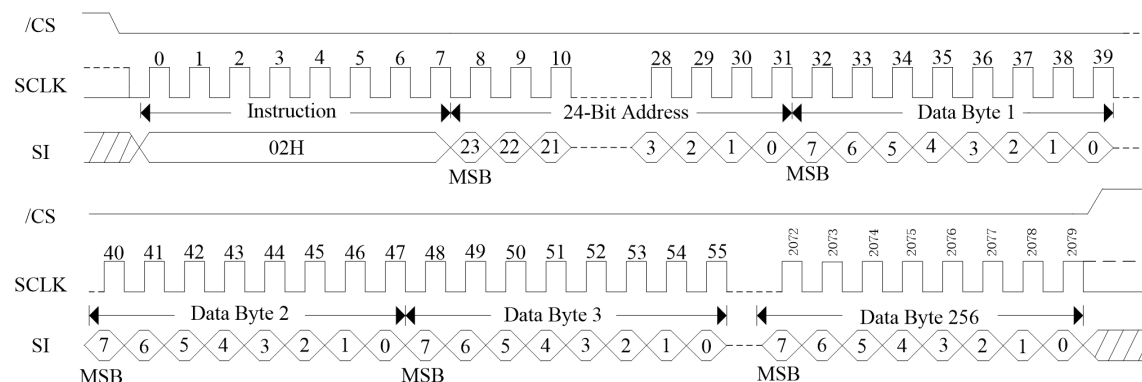 /CS
0 1 2 3 4 5 6 7 8 9 10 28 29 30 31 32 33 34 35 36 37 38 39
SCLK
Instruction 24-Bit Address Data Byte 1
SI 02H 23 22 21 3 2 1 0 7 6 5 4 3 2 1 0
MSB MSB
/CS
40 41 42 43 44 45 46 47 48 49 50 51 52 53 54 55 2072 2073 2074 2075 2076 2077 2078 2079
SCLK
Data Byte 2 Data Byte 3 Data Byte 256
SI 7 6 5 4 3 2 1 0 7 6 5 4 3 2 1 0 7 6 5 4 3 2 1 0
MSB MSB MSB